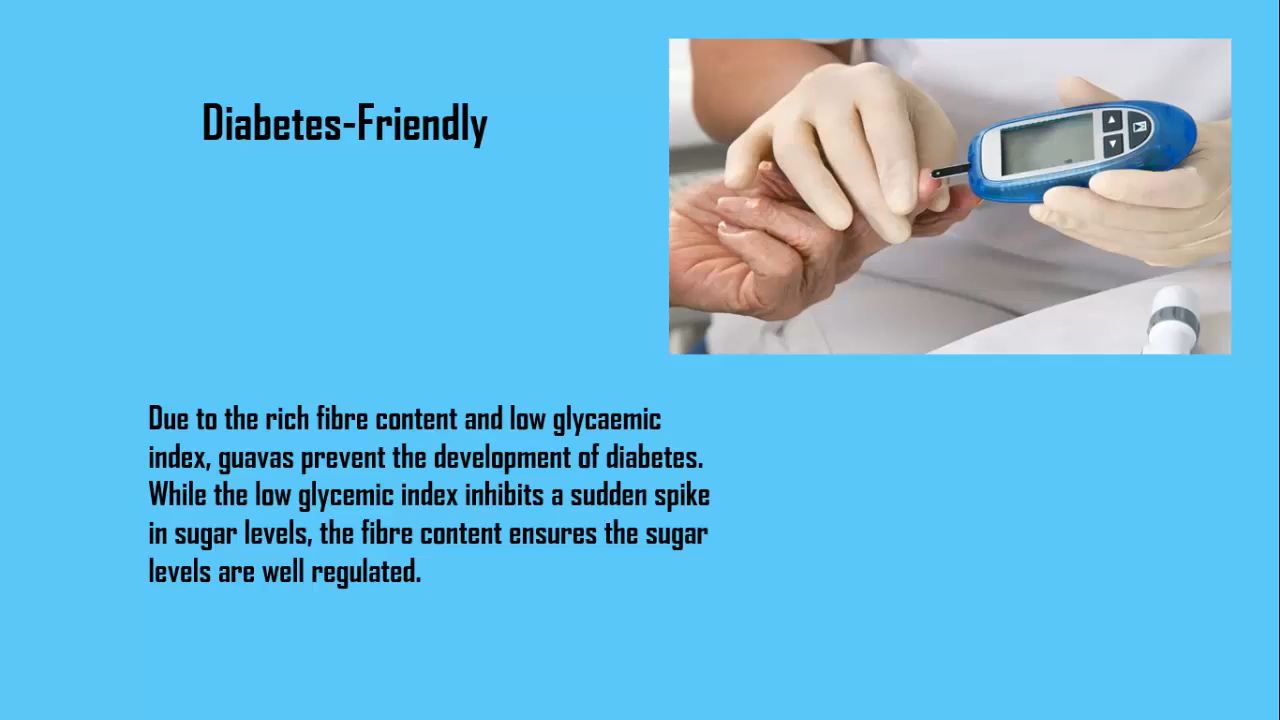 Diabetes-Friendly
Due to the rich fibre content and low glycaemic
index, guavas prevent the development of diabetes.
While the low glycemic index inhibits a sudden spike
in sugar levels, the fibre content ensures the sugar
levels are well regulated.